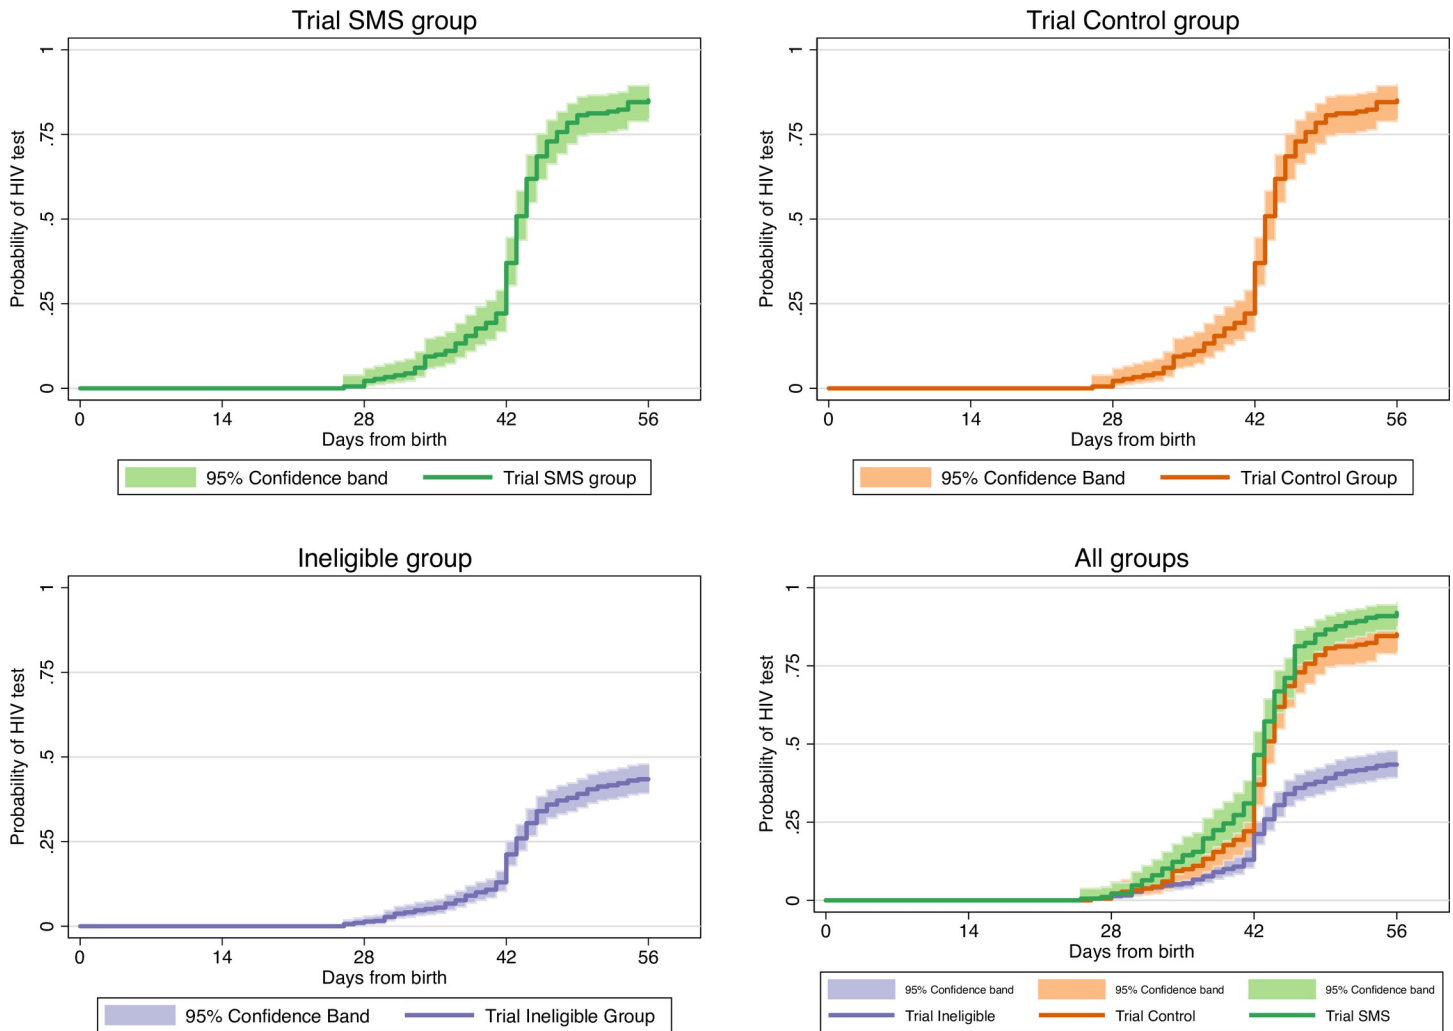 Trial SMS group
Probability of HIV test
1
.75
.5
.25
0
0 14 28 42 56
Days from birth
95% Confidence band Trial SMS group
Trial Control group
Probability of HIV test
1
.75
.5
.25
0
0 14 28 42 56
Days from birth
95% Confidence Band Trial Control Group
Ineligible group
Probability of HIV test
1
.75
.5
.25
0
0 14 28 42 56
Days from birth
95% Confidence Band Trial Ineligible Group
All groups
Probability of HIV test
1
.75
.5
.25
0
0 14 28 42 56
Days from birth
95% Confidence band 95% Confidence band 95% Confidence band
Trial Ineligible Trial Control Trial SMS